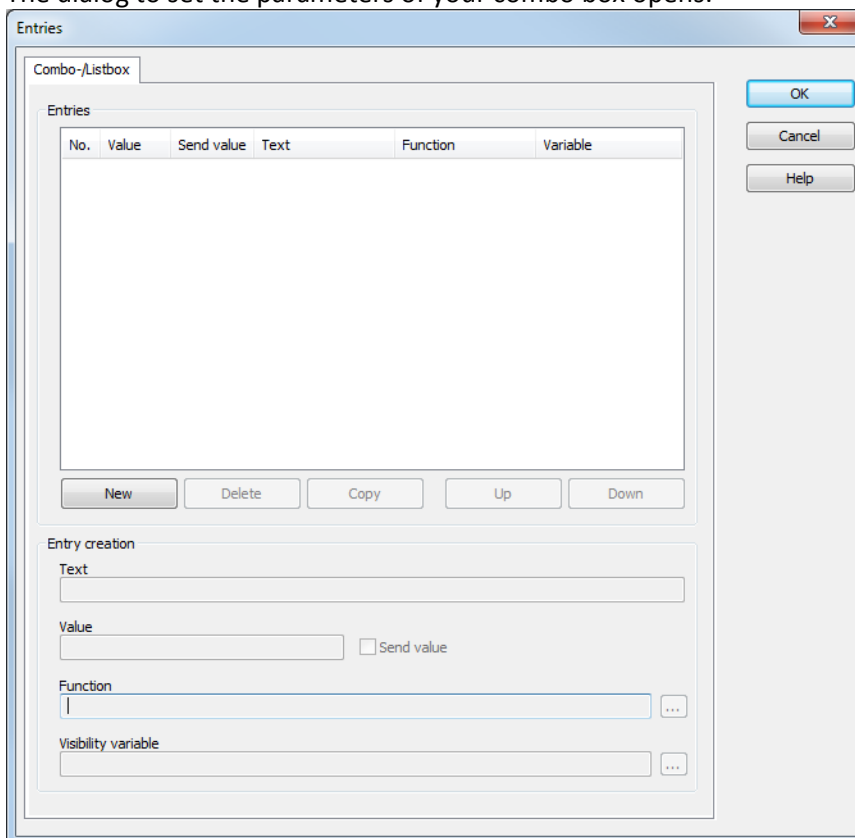 The dialog to set the parameters of your combo box opens.
Entries
Combo-/Listbox
OK
Entries
Cancel
No. Value Send value Text Function Variable
Help
New Delete Copy Up Down
Entry creation
Text
Value
Send value
Function
...
Visibility variable
...